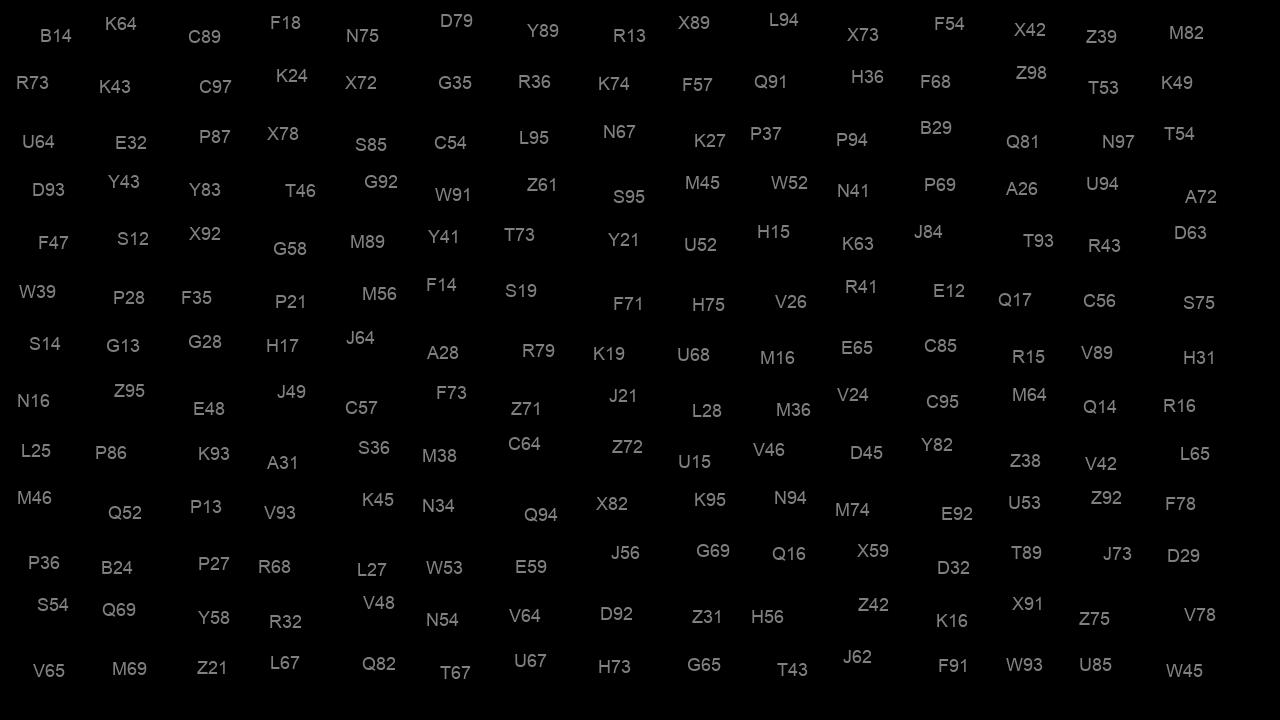 B14 K64 C89 F18 N75 D79 Y89 R13 X89 L94 X73 F54 X42 Z39 M82
R73 K43 C97 K24 X72 G35 R36 K74 F57 Q91 H36 F68 Z98 T53 K49
U64 E32 P87 X78 S85 C54 L95 N67 K27 P37 P94 B29 Q81 N97 T54
D93 Y43 Y83 T46 G92 W91 Z61 S95 M45 W52 N41 P69 A26 U94 A72
F47 S12 X92 G58 M89 Y41 T73 Y21 U52 H15 K63 J84 T93 R43 D63
W39 P28 F35 P21 M56 F14 S19 F71 H75 V26 R41 E12 Q17 C56 S75
S14 G13 G28 H17 J64 A28 R79 K19 U68 M16 E65 C85 R15 V89 H31
N16 Z95 E48 J49 C57 F73 Z71 J21 L28 M36 V24 C95 M64 Q14 R16
L25 P86 K93 A31 S36 M38 C64 Z72 U15 V46 D45 Y82 Z38 V42 L65
M46 Q52 P13 V93 K45 N34 Q94 X82 K95 N94 M74 E92 U53 Z92 F78
P36 B24 P27 R68 L27 W53 E59 J56 G69 Q16 X59 D32 T89 J73 D29
S54 Q69 Y58 R32 V48 N54 V64 D92 Z31 H56 Z42 K16 X91 Z75 V78
V65 M69 Z21 L67 Q82 T67 U67 H73 G65 T43 J62 F91 W93 U85 W45